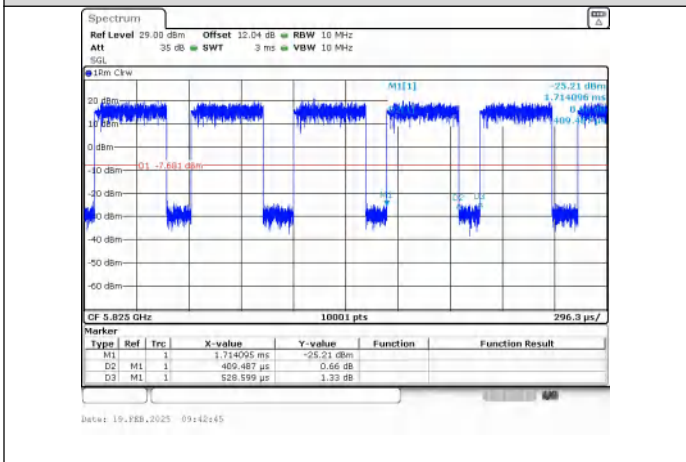 Spectrum
Ref Level 29.00 dBm Offset 12.04 dB RBW 10 MHz
Att 35 dB SWT 3 ms VBW 10 MHz
SGL
1Rm Clrw
M1[1] -25.21 dBm
1.714096 ms
20 dBm
10 dBm
0 dBm
D1 -7.681 dBm
-10 dBm
-20 dBm
M1 D2 D3
-40 dBm
-50 dBm
-60 dBm
CF 5.825 GHz 10001 pts 296.3 µs/
Marker
Type Ref Trc X-value Y-value Function Function Result
M1 1 1.714095 ms -25.21 dBm
D2 M1 1 409.487 µs 0.66 dB
D3 M1 1 528.599 µs 1.33 dB
Date: 19.FEB.2025 09:42:45